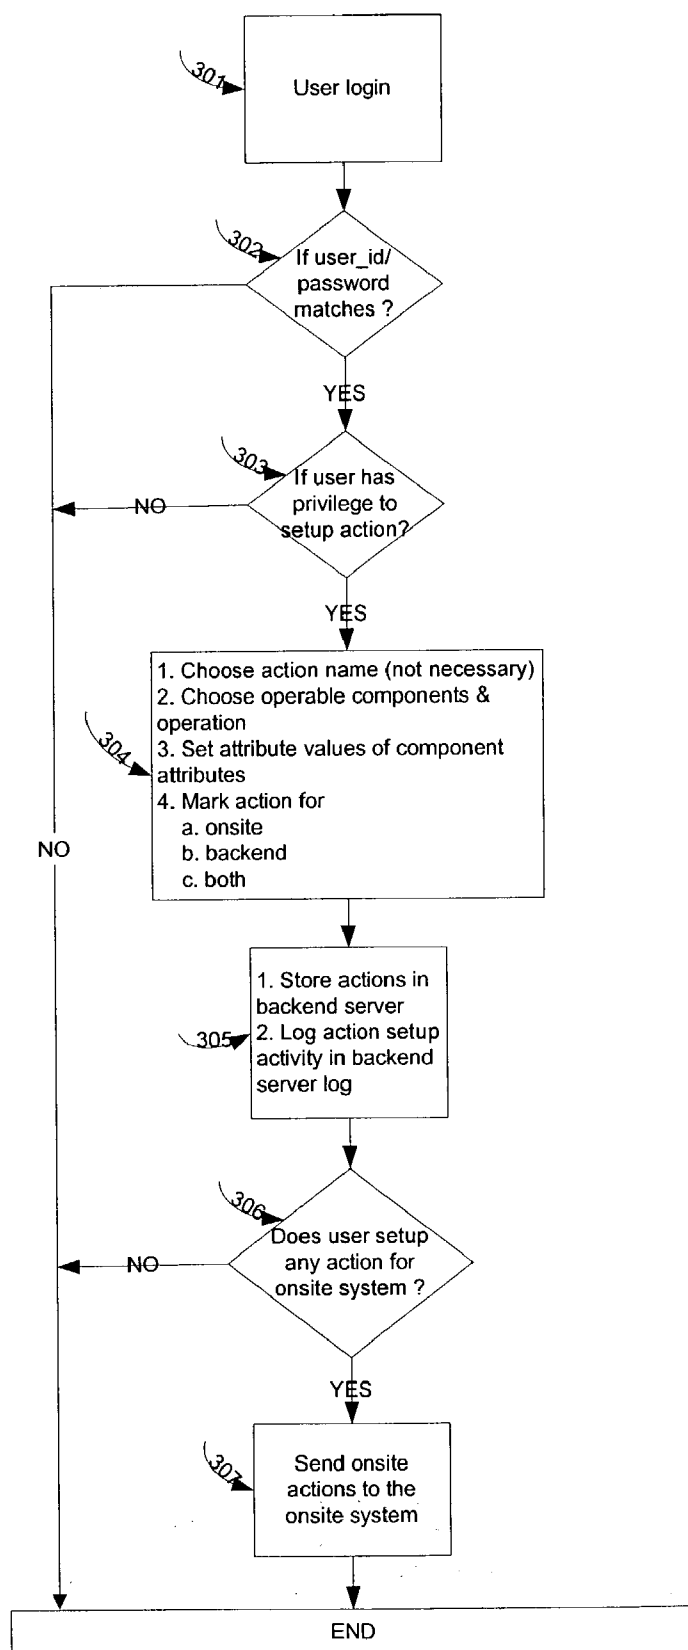 301
User login
302
If user_id/
password
matches ?
YES
303
If user has
privilege to
setup action?
NO
YES
304
1. Choose action name (not necessary)
2. Choose operable components &
operation
3. Set attribute values of component
attributes
4. Mark action for
a. onsite
b. backend
c. both
NO
305
1. Store actions in
backend server
2. Log action setup
activity in backend
server log
306
Does user setup
any action for
onsite system ?
NO
YES
307
Send onsite
actions to the
onsite system
END